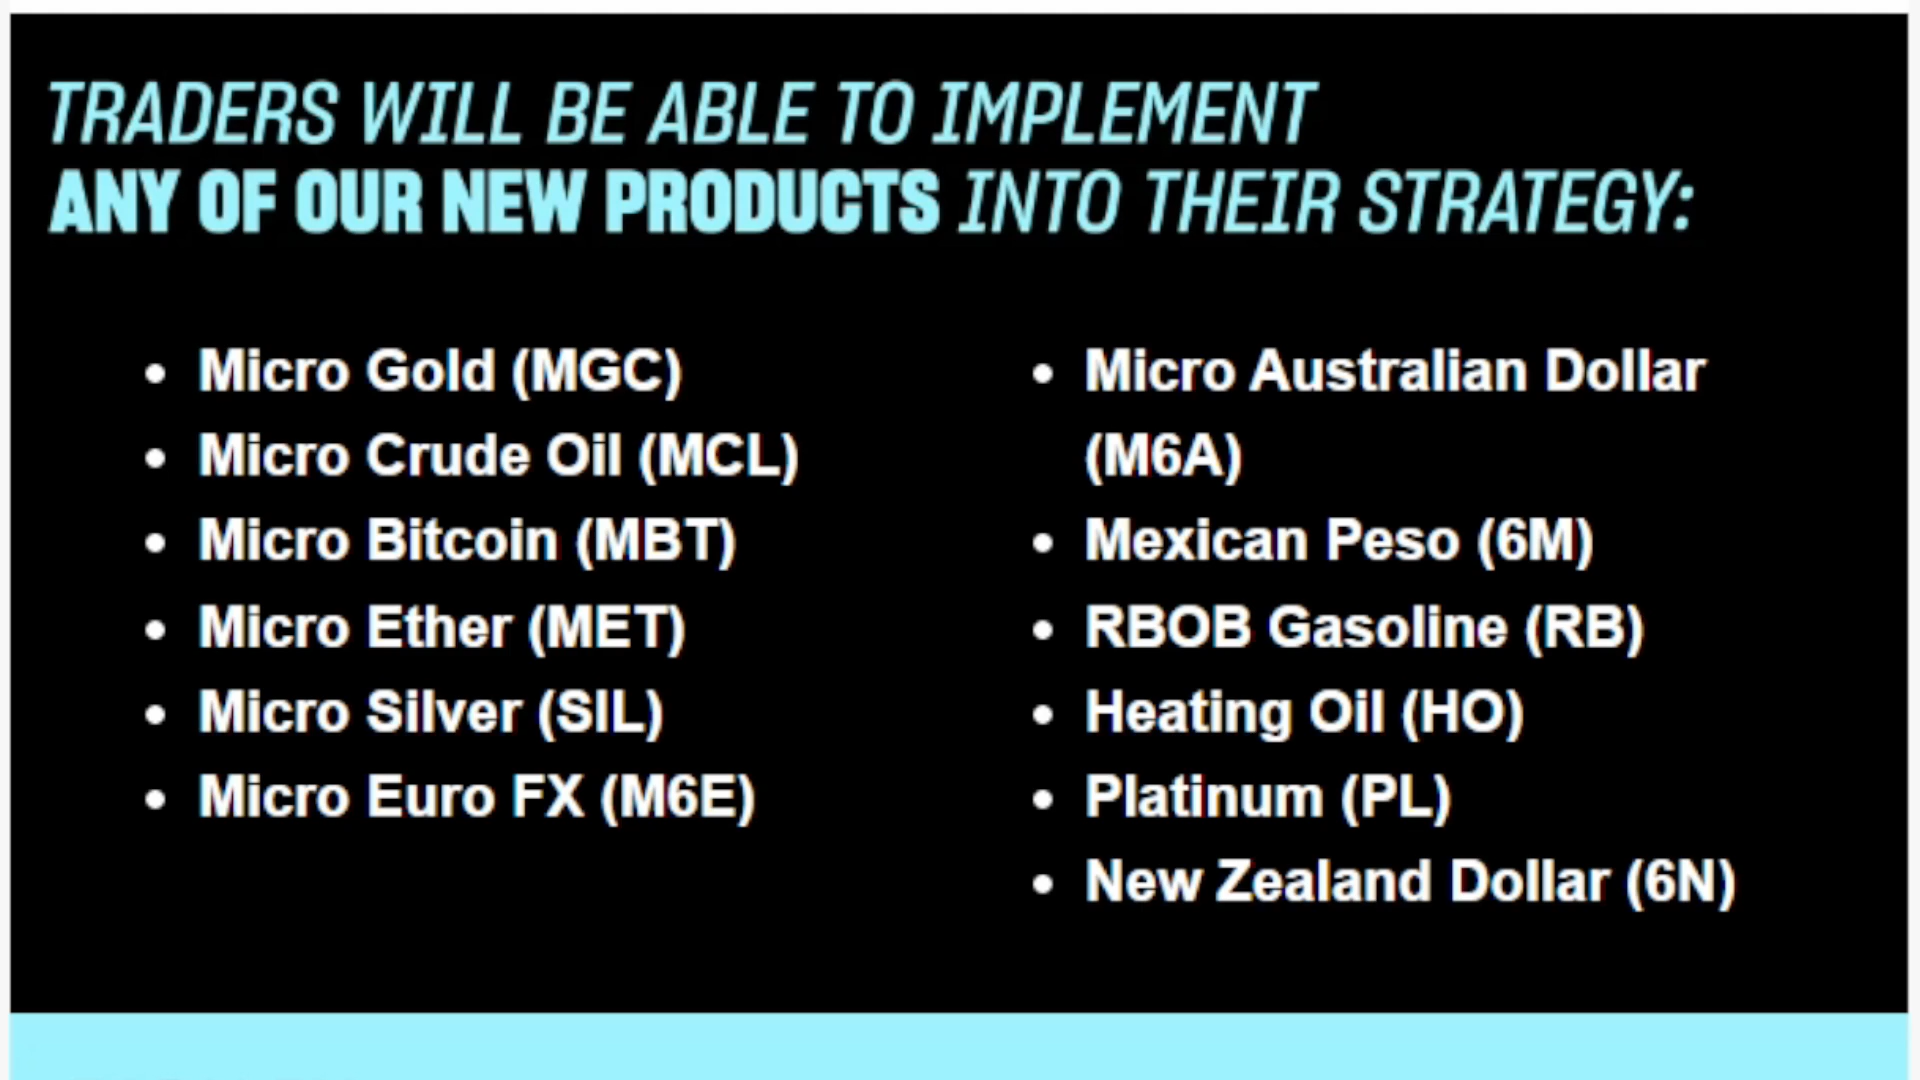 TRADERS WILL BE ABLE TO IMPLEMENT
ANY OF OUR NEW PRODUCTS INTO THEIR STRATEGY:
• Micro Gold (MGC)
• Micro Crude Oil (MCL)
• Micro Bitcoin (MBT)
• Micro Ether (MET)
• Micro Silver (SIL)
• Micro Euro FX (M6E)
• Micro Australian Dollar
(M6A)
• Mexican Peso (6M)
• RBOB Gasoline (RB)
• Heating Oil (HO)
• Platinum (PL)
• New Zealand Dollar (6N)